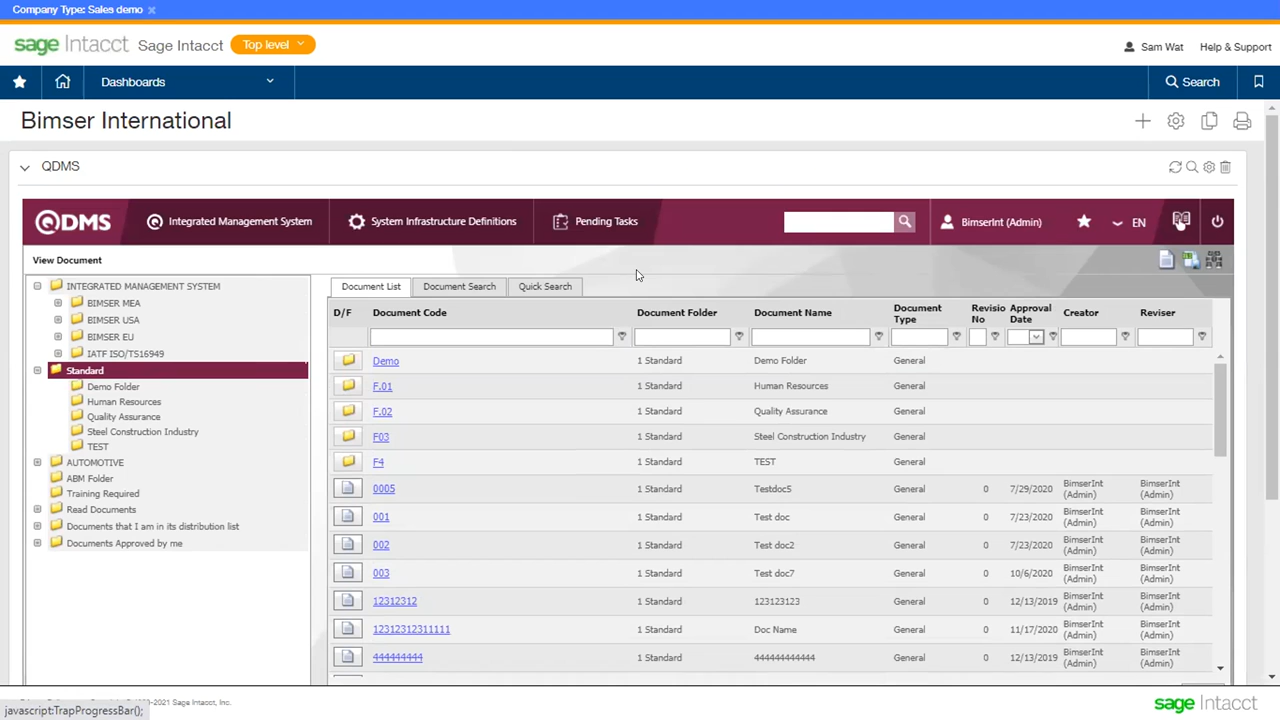 Company Type: Sales demo ×
sage Intacct Sage Intacct Top level
Sam Wat Help & Support
Dashboards Search
Bimser International
QDMS
QDMS Integrated Management System System Infrastructure Definitions Pending Tasks BimserInt (Admin) EN
View Document
INTEGRATED MANAGEMENT SYSTEM
BIMSER MEA
BIMSER USA
BIMSER EU
IATF ISO/TS16949
Standard
Demo Folder
Human Resources
Quality Assurance
Steel Construction Industry
TEST
AUTOMOTIVE
ABM Folder
Training Required
Read Documents
Documents that I am in its distribution list
Documents Approved by me
Document List Document Search Quick Search
D/F Document Code Document Folder Document Name Document Type Revisio No Approval Date Creator Reviser
Demo 1 Standard Demo Folder General
F.01 1 Standard Human Resources General
F.02 1 Standard Quality Assurance General
F03 1 Standard Steel Construction Industry General
F4 1 Standard TEST General
0005 1 Standard Testdoc5 General 0 7/29/2020 BimserInt (Admin) BimserInt (Admin)
001 1 Standard Test doc General 0 7/23/2020 BimserInt (Admin) BimserInt (Admin)
002 1 Standard Test doc2 General 0 7/23/2020 BimserInt (Admin) BimserInt (Admin)
003 1 Standard Test doc7 General 0 10/6/2020 BimserInt (Admin) BimserInt (Admin)
12312312 1 Standard 123123123 General 0 12/13/2019 BimserInt (Admin) BimserInt (Admin)
12312312311111 1 Standard Doc Name General 0 11/17/2020 BimserInt (Admin) BimserInt (Admin)
444444444 1 Standard 444444444444 General 0 12/13/2019 BimserInt (Admin) BimserInt (Admin)
-2021 Sage Intacct, Inc.
javascript:TrapProgressBar();
sage Intacct